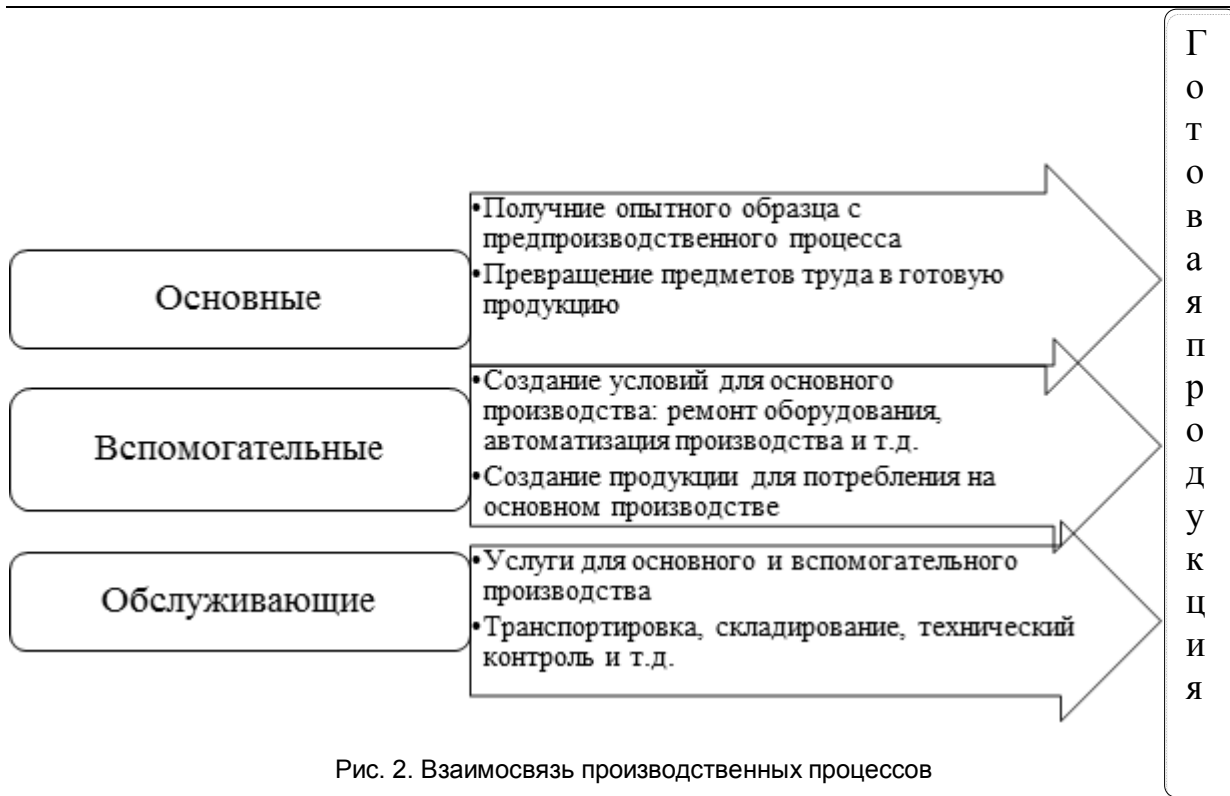 Основные
•Получние опытного образца с
предпроизводственного процесса
•Превращение предметов труда в готовую
продукцию
Вспомогательные
•Создание условий для основного
производства: ремонт оборудования,
автоматизация производства и т.д.
•Создание продукции для потребления на
основном производстве
Обслуживающие
•Услуги для основного и вспомогательного
производства
•Транспортировка, складирование, технический
контроль и т.д.
Готовая продукция
Рис. 2. Взаимосвязь производственных процессов